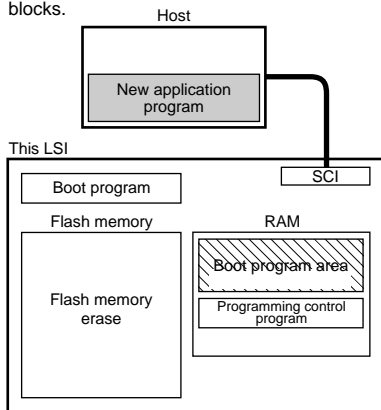 blocks.
Host
New application
program
This LSI
SCI
Boot program
Flash memory
RAM
Boot program area
Flash memory
erase
Programming control
program